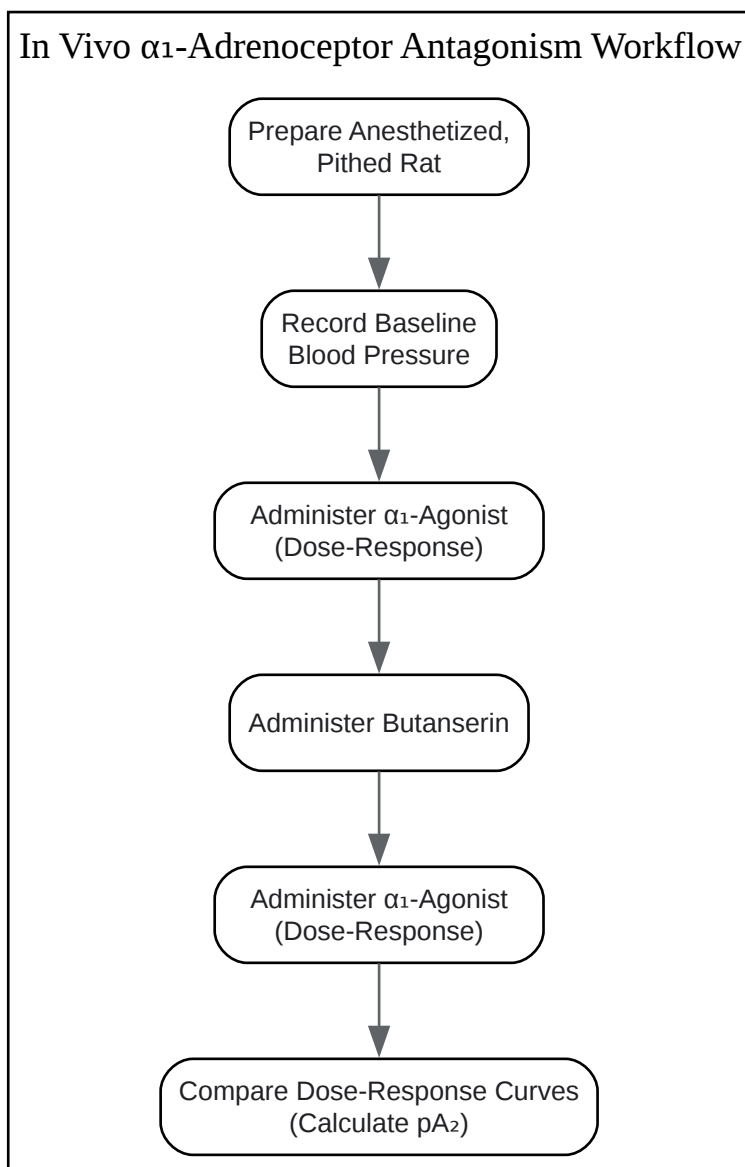 In Vivo α₁-Adrenoceptor Antagonism Workflow
Prepare Anesthetized,
Pithed Rat
Record Baseline
Blood Pressure
Administer α₁-Agonist
(Dose-Response)
Administer Butanserin
Administer α₁-Agonist
(Dose-Response)
Compare Dose-Response Curves
(Calculate pA₂)